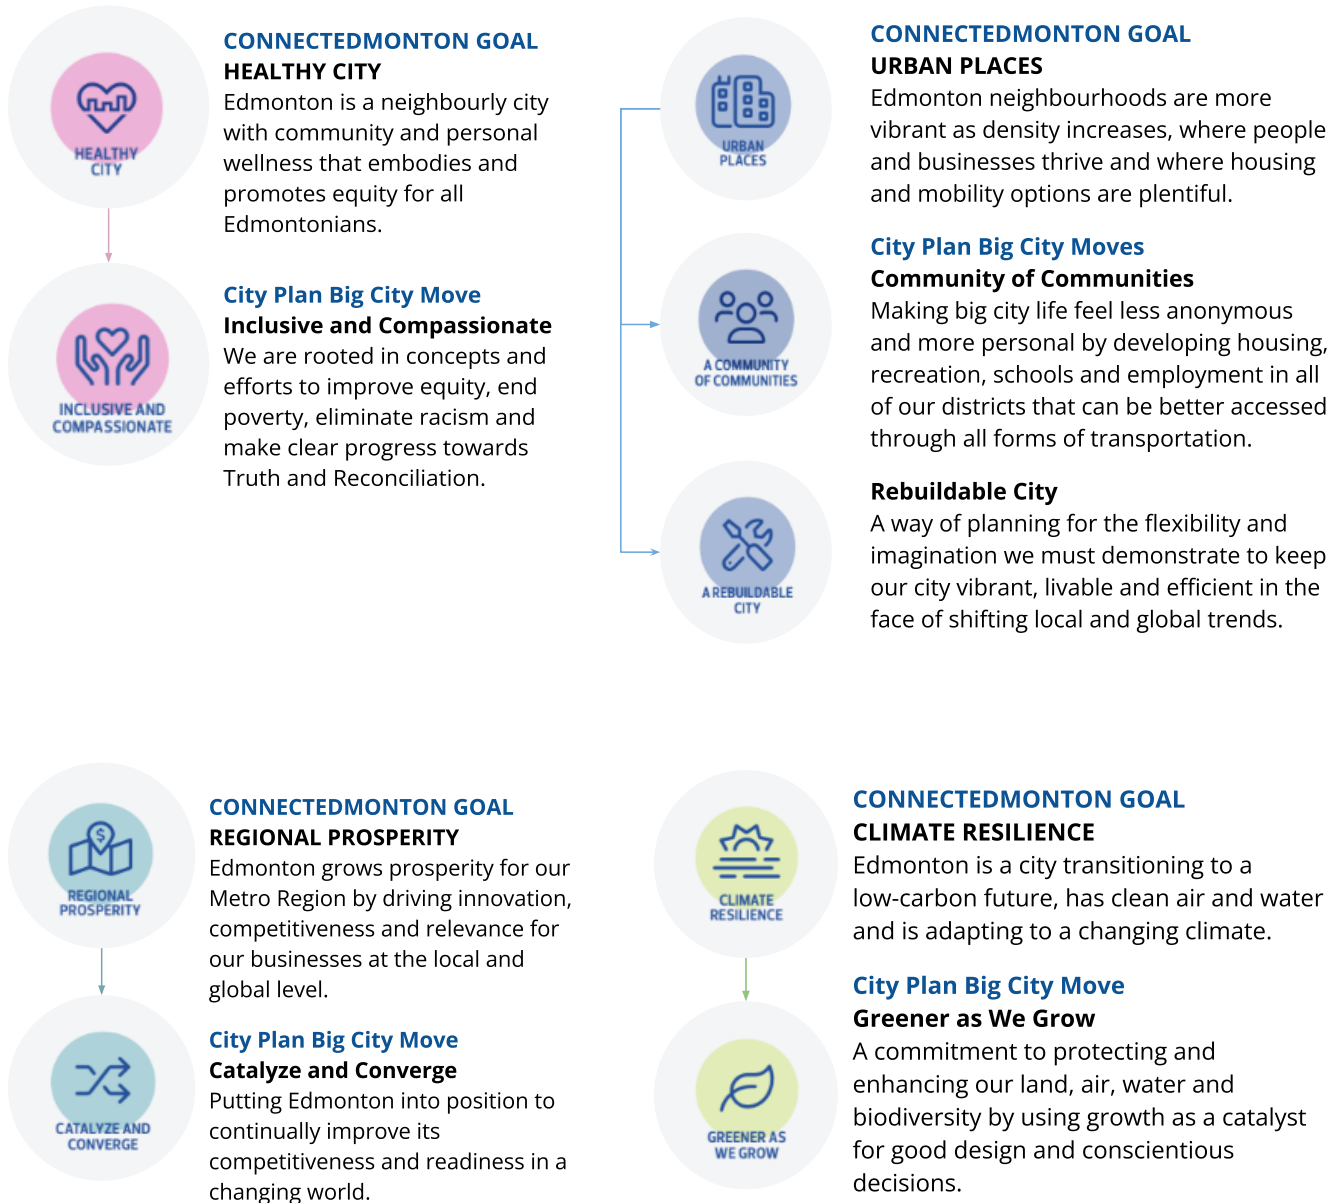 HEALTHY
CITY
CONNECTEDMONTON GOAL
HEALTHY CITY
Edmonton is a neighbourly city
with community and personal
wellness that embodies and
promotes equity for all
Edmontonians.
INCLUSIVE AND
COMPASSIONATE
City Plan Big City Move
Inclusive and Compassionate
We are rooted in concepts and
efforts to improve equity, end
poverty, eliminate racism and
make clear progress towards
Truth and Reconciliation.
URBAN
PLACES
CONNECTEDMONTON GOAL
URBAN PLACES
Edmonton neighbourhoods are more
vibrant as density increases, where people
and businesses thrive and where housing
and mobility options are plentiful.
A COMMUNITY
OF COMMUNITIES
City Plan Big City Moves
Community of Communities
Making big city life feel less anonymous
and more personal by developing housing,
recreation, schools and employment in all
of our districts that can be better accessed
through all forms of transportation.
A REBUILDABLE
CITY
Rebuildable City
A way of planning for the flexibility and
imagination we must demonstrate to keep
our city vibrant, livable and efficient in the
face of shifting local and global trends.
$
REGIONAL
PROSPERITY
CONNECTEDMONTON GOAL
REGIONAL PROSPERITY
Edmonton grows prosperity for our
Metro Region by driving innovation,
competitiveness and relevance for
our businesses at the local and
global level.
CATALYZE AND
CONVERGE
City Plan Big City Move
Catalyze and Converge
Putting Edmonton into position to
continually improve its
competitiveness and readiness in a
changing world.
CLIMATE
RESILIENCE
CONNECTEDMONTON GOAL
CLIMATE RESILIENCE
Edmonton is a city transitioning to a
low-carbon future, has clean air and water
and is adapting to a changing climate.
GREENER AS
WE GROW
City Plan Big City Move
Greener as We Grow
A commitment to protecting and
enhancing our land, air, water and
biodiversity by using growth as a catalyst
for good design and conscientious
decisions.